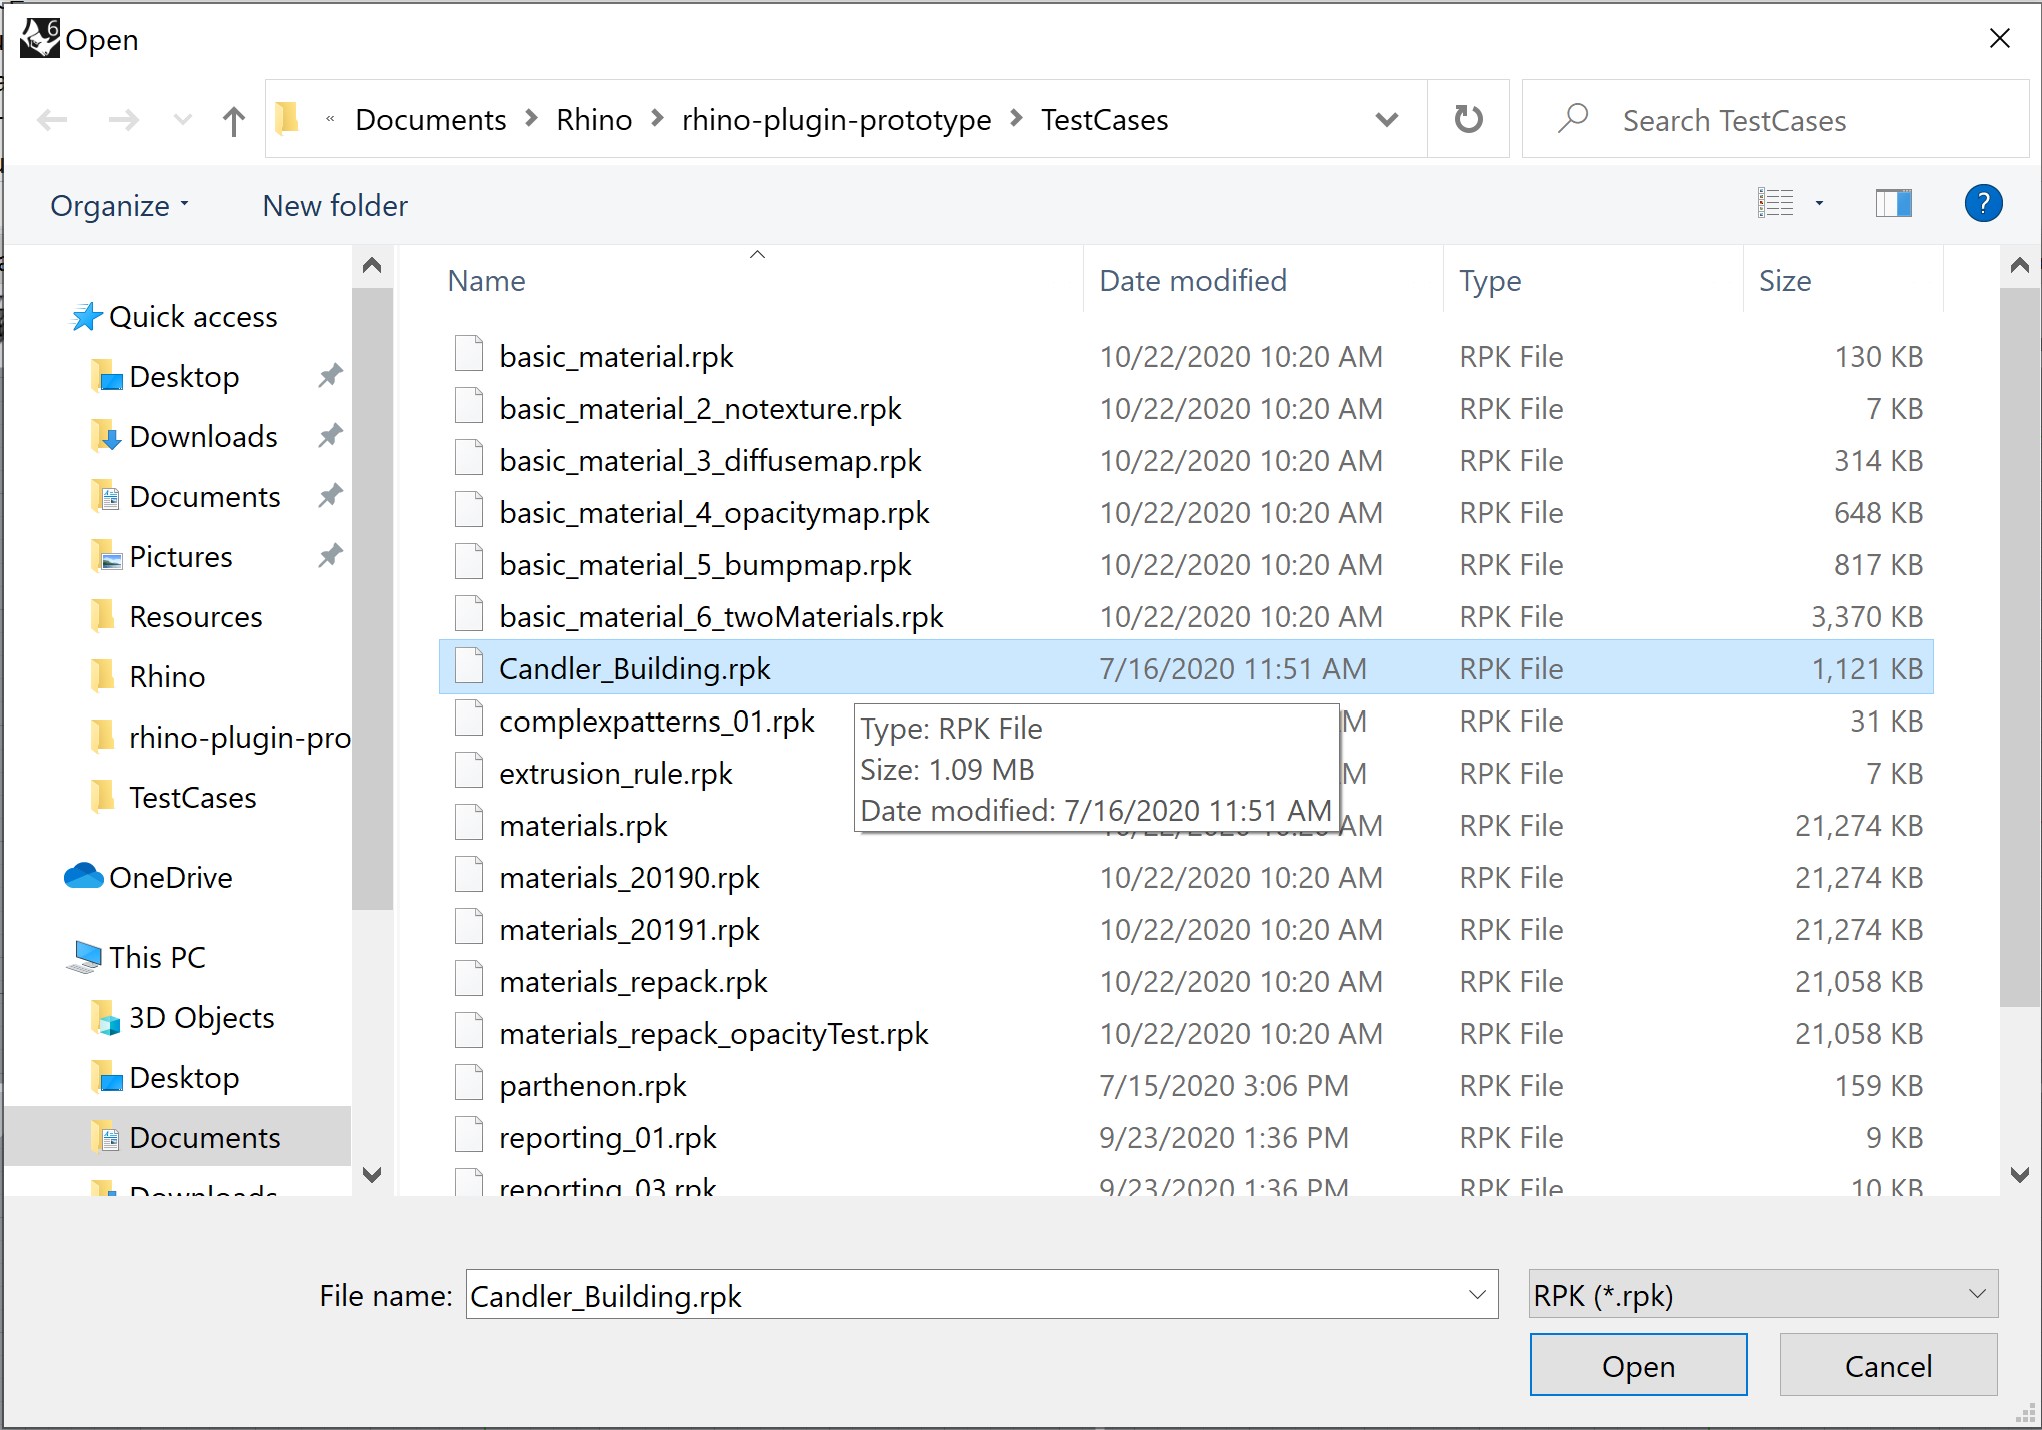 Open
« Documents > Rhino > rhino-plugin-prototype > TestCases
Search TestCases
Organize
New folder
?
Name Date modified Type Size
Quick access
Desktop
Downloads
Documents
Pictures
Resources
Rhino
rhino-plugin-pro
TestCases
OneDrive
This PC
3D Objects
Desktop
Documents
Downloads
basic_material.rpk 10/22/2020 10:20 AM RPK File 130 KB
basic_material_2_notexture.rpk 10/22/2020 10:20 AM RPK File 7 KB
basic_material_3_diffusemap.rpk 10/22/2020 10:20 AM RPK File 314 KB
basic_material_4_opacitymap.rpk 10/22/2020 10:20 AM RPK File 648 KB
basic_material_5_bumpmap.rpk 10/22/2020 10:20 AM RPK File 817 KB
basic_material_6_twoMaterials.rpk 10/22/2020 10:20 AM RPK File 3,370 KB
Candler_Building.rpk 7/16/2020 11:51 AM RPK File 1,121 KB
complexpatterns_01.rpk RPK File 31 KB
extrusion_rule.rpk RPK File 7 KB
materials.rpk AM RPK File 21,274 KB
Type: RPK File
Size: 1.09 MB
Date modified: 7/16/2020 11:51 AM
materials_20190.rpk 10/22/2020 10:20 AM RPK File 21,274 KB
materials_20191.rpk 10/22/2020 10:20 AM RPK File 21,274 KB
materials_repack.rpk 10/22/2020 10:20 AM RPK File 21,058 KB
materials_repack_opacityTest.rpk 10/22/2020 10:20 AM RPK File 21,058 KB
parthenon.rpk 7/15/2020 3:06 PM RPK File 159 KB
reporting_01.rpk 9/23/2020 1:36 PM RPK File 9 KB
reporting_03.rpk 9/23/2020 1:36 PM RPK File 10 KB
File name: Candler_Building.rpk
RPK (*.rpk)
Open
Cancel